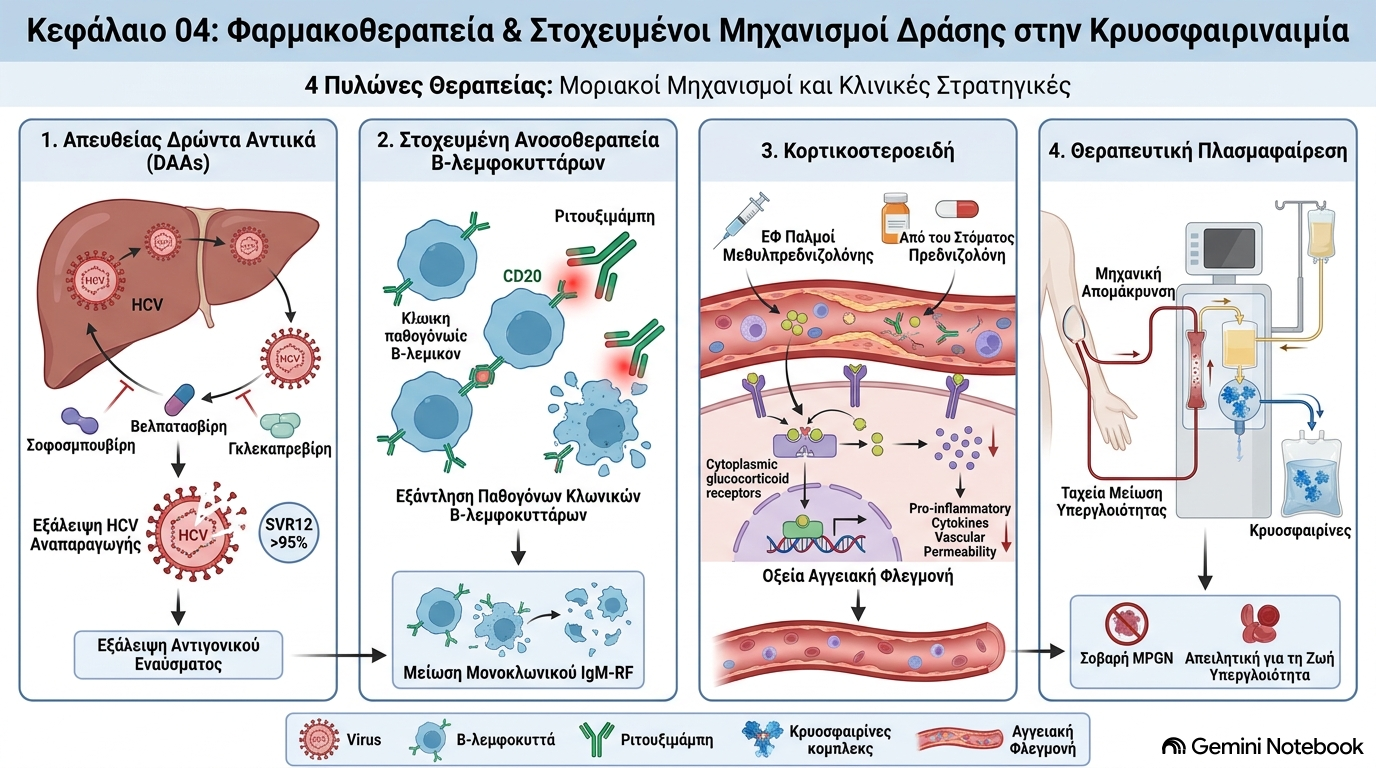 Κεφάλαιο 04: Φαρμακοθεραπεία & Στοχευμένοι Μηχανισμοί Δράσης στην Κρυοσφαιριναιμία
4 Πυλώνες Θεραπείας: Μοριακοί Μηχανισμοί και Κλινικές Στρατηγικές
1. Απευθείας Δρώντα Αντιικά
(DAAs)
HCV
HCV
NCV
Σοφοσμπουβίρη
Βελπατασβίρη
Γκλεκαπρεβίρη
Εξάλειψη HCV
Αναπαραγωγής
HCV
SVR12
>95%
Εξάλειψη Αντιγονικού
Εναύσματος
2. Στοχευμένη Ανοσοθεραπεία
Β-λεμφοκυττάρων
Ριτουξιμάμπη
CD20
Κλωικη
παθογόνωίς
Β-λεμικον
Εξάντληση Παθογόνων Κλωνικών
Β-λεμφοκυττάρων
Μείωση Μονοκλωνικού IgM-RF
3. Κορτικοστεροειδή
ΕΦ Παλμοί
Μεθυλπρεδνιζολόνης
Από του Στόματος
Πρεδνιζολόνη
Cytoplasmic
glucocorticoid
receptors
Pro-inflammatory
Cytokines
Vascular
Permeability
Οξεία Αγγειακή Φλεγμονή
4. Θεραπευτική Πλασμαφαίρεση
Μηχανική
Απομάκρυνση
Ταχεία Μείωση
Υπεργλοιότητας
Κρυοσφαιρίνες
Σοβαρή MPGN
Απειλητική για τη Ζωή
Υπεργλοιότητα
Virus
Β-λεμφοκυττά
Ριτουξιμάμπη
Κρυοσφαιρίνες
κομπλεκς
Αγγειακή
Φλεγμονή
Gemini Notebook